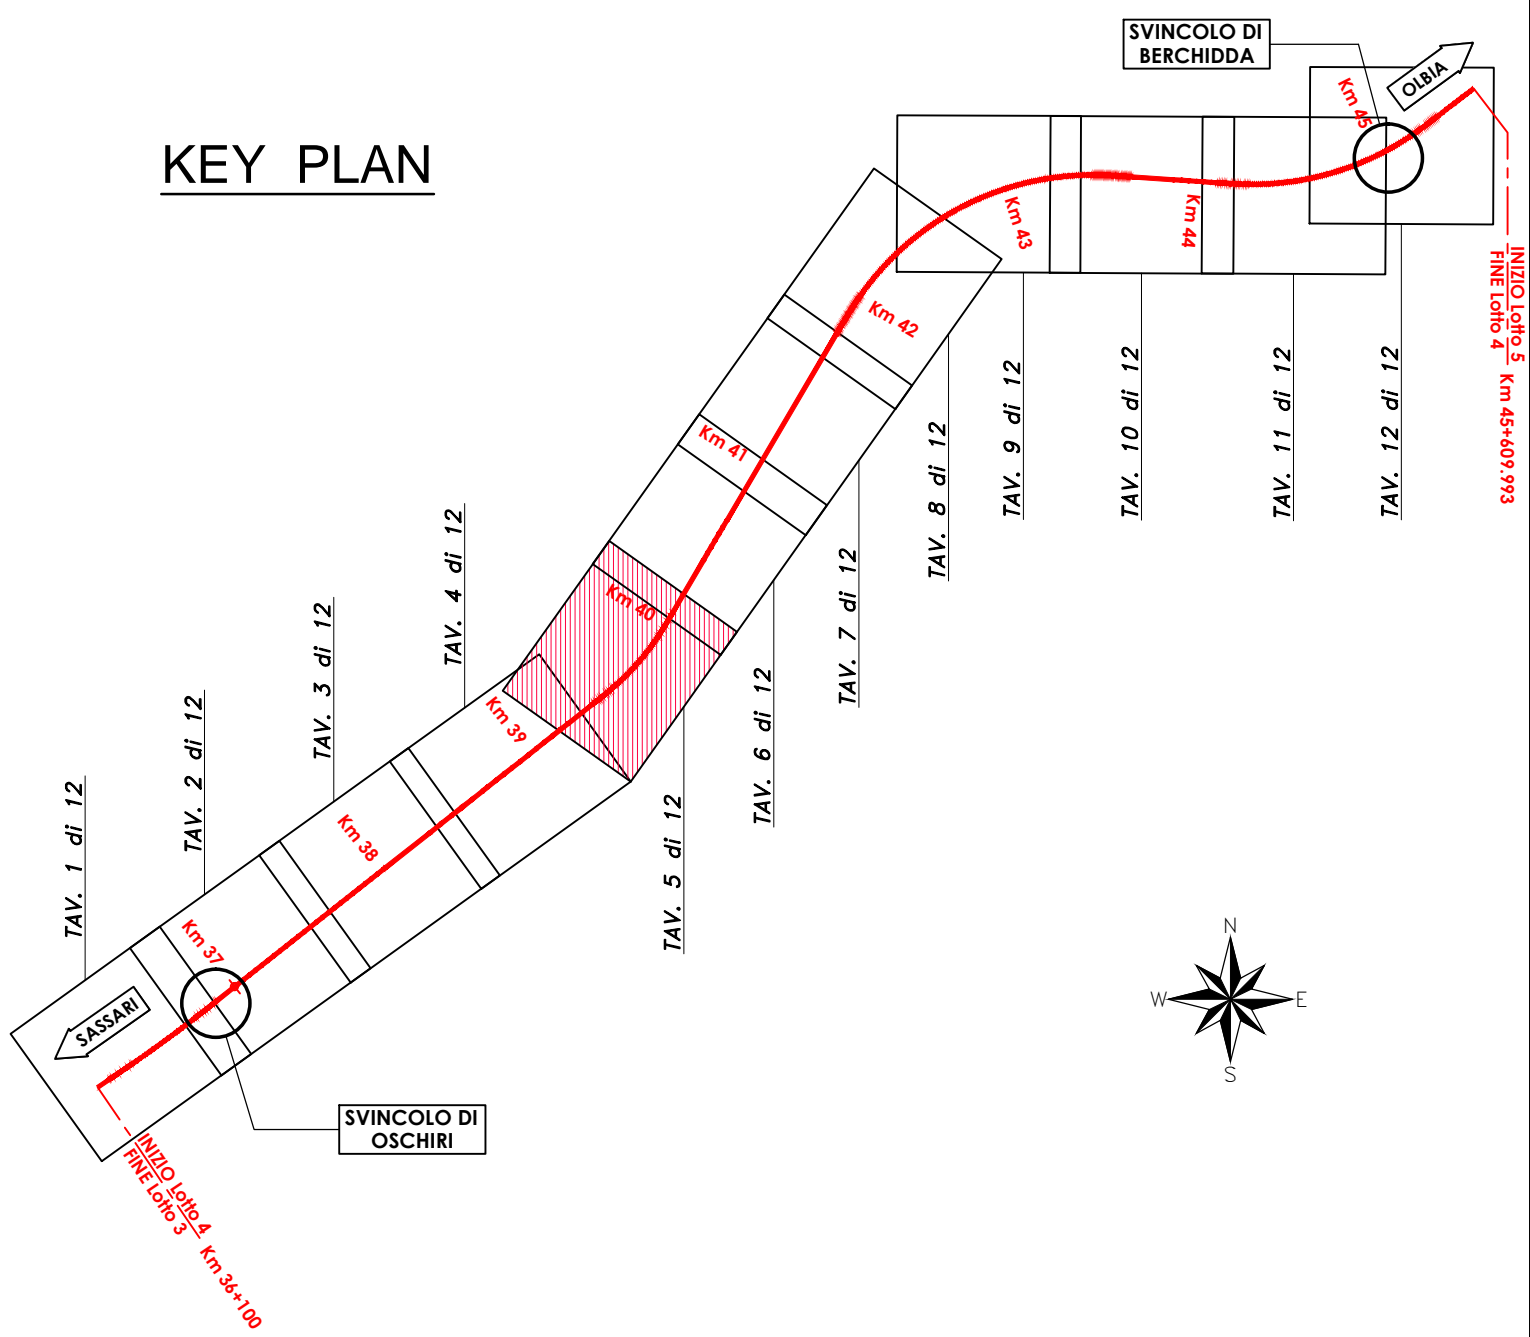 KEY PLAN
SVINCOLO DI
BERCHIDDA
OLBIA
Km 45
Km 44
Km 43
Km 42
Km 41
Km 40
Km 39
Km 38
Km 37
INIZIO Lotto 5
FINE Lotto 4
Km 45+609.993
TAV. 1 di 12
TAV. 2 di 12
TAV. 3 di 12
TAV. 4 di 12
TAV. 5 di 12
TAV. 6 di 12
TAV. 7 di 12
TAV. 8 di 12
TAV. 9 di 12
TAV. 10 di 12
TAV. 11 di 12
TAV. 12 di 12
SASSARI
SVINCOLO DI
OSCHIRI
INIZIO Lotto 4
FINE Lotto 3
Km 36+100
N
W
E
S